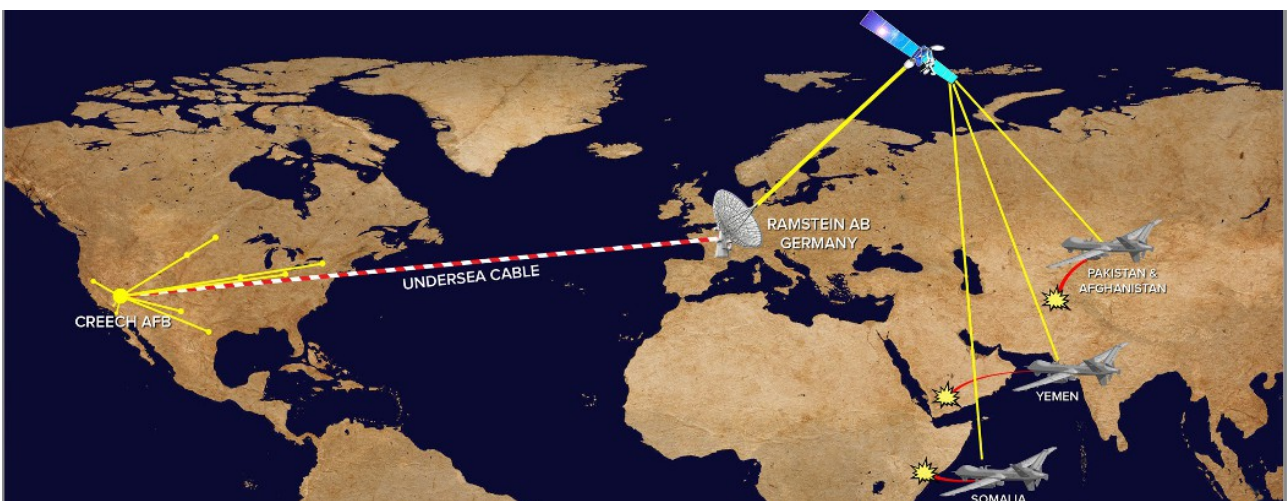 RAMSTEIN AB
GERMANY
UNDERSEA CABLE
CREECH AFB
PAKISTAN &
AFGHANISTAN
YEMEN
SOMALIA